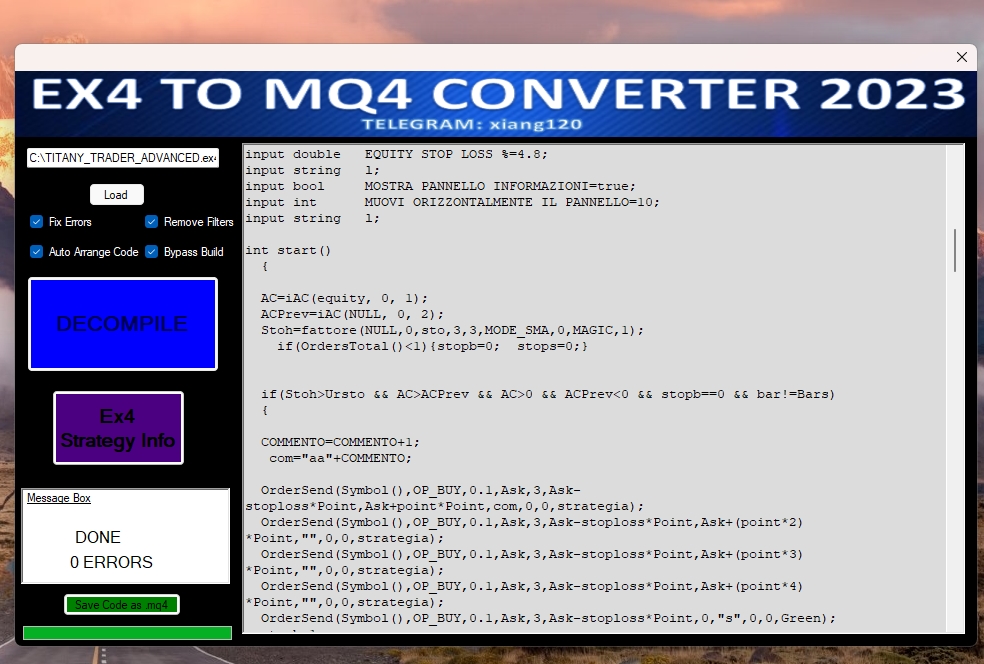 EX4 TO MQ4 CONVERTER 2023
TELEGRAM: xiang120
C:\TITANY_TRADER_ADVANCED.ex4
Load
Fix Errors
Remove Filters
Auto Arrange Code
Bypass Build
DECOMPILE
Ex4
Strategy Info
Message Box
DONE
0 ERRORS
Save Code as .mq4
input double   EQUITY STOP LOSS %=4.8;
input string   l;
input bool     MOSTRA PANNELLO INFORMAZIONI=true;
input int      MUOVI ORIZZONTALMENTE IL PANNELLO=10;
input string   l;
int start()
{
AC=iAC(equity, 0, 1);
ACPrev=iAC(NULL, 0, 2);
Stoh=fattore(NULL,0,sto,3,3,MODE_SMA,0,MAGIC,1);
if(OrdersTotal()<1){stopb=0;  stops=0;}
if(Stoh>Ursto && AC>ACPrev && AC>0 && ACPrev<0 && stopb==0 && bar!=Bars)
{
COMMENTO=COMMENTO+1;
com="aa"+COMMENTO;
OrderSend(Symbol(),OP_BUY,0.1,Ask,3,Ask-
stoploss*Point,Ask+point*Point,com,0,0,strategia);
OrderSend(Symbol(),OP_BUY,0.1,Ask,3,Ask-stoploss*Point,Ask+(point*2)
*Point,"",0,0,strategia);
OrderSend(Symbol(),OP_BUY,0.1,Ask,3,Ask-stoploss*Point,Ask+(point*3)
*Point,"",0,0,strategia);
OrderSend(Symbol(),OP_BUY,0.1,Ask,3,Ask-stoploss*Point,Ask+(point*4)
*Point,"",0,0,strategia);
OrderSend(Symbol(),OP_BUY,0.1,Ask,3,Ask-stoploss*Point,0,"s",0,0,Green);